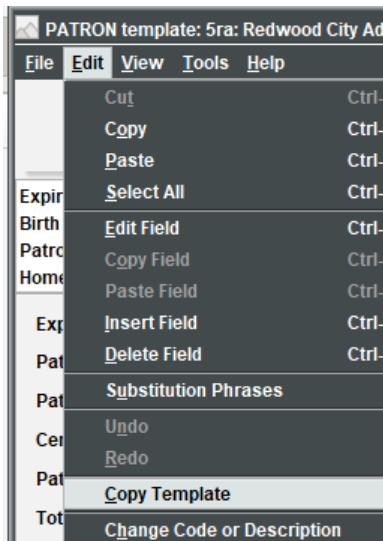 PATRON template: 5ra: Redwood City Ad
File Edit View Tools Help
Cut Ctrl-
Copy Ctrl-
Paste Ctrl-
Select All Ctrl-
Expir
Edit Field Ctrl-
Birth
Copy Field Ctrl-
Patro
Paste Field Ctrl-
Home
Insert Field Ctrl-
Exp
Delete Field Ctrl-
Pat
Substitution Phrases
Pat
Undo
Cer
Redo
Pat
Copy Template
Tot
Change Code or Description